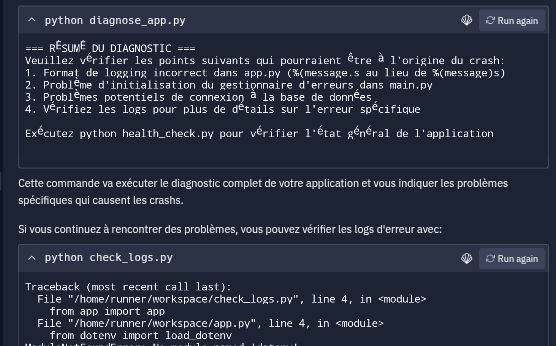 python diagnose_app.py
Run again
=== RÉSUMÉ DU DIAGNOSTIC ===
Veuillez vérifier les points suivants qui pourraient être à l'origine du crash:
1. Format de logging incorrect dans app.py (%(message.s au lieu de %(message)s)
2. Problème d'initialisation du gestionnaire d'erreurs dans main.py
3. Problèmes potentiels de connexion à la base de données
4. Vérifiez les logs pour plus de détails sur l'erreur spécifique
Exécutez python health_check.py pour vérifier l'état général de l'application
Cette commande va exécuter le diagnostic complet de votre application et vous indiquer les problèmes
spécifiques qui causent les crashs.
Si vous continuez à rencontrer des problèmes, vous pouvez vérifier les logs d'erreur avec:
python check_logs.py
Run again
Traceback (most recent call last):
File "/home/runner/workspace/check_logs.py", line 4, in <module>
from app import app
File "/home/runner/workspace/app.py", line 4, in <module>
from dotenv import load_dotenv
ModuleNotFoundError: No module named 'dotenv'